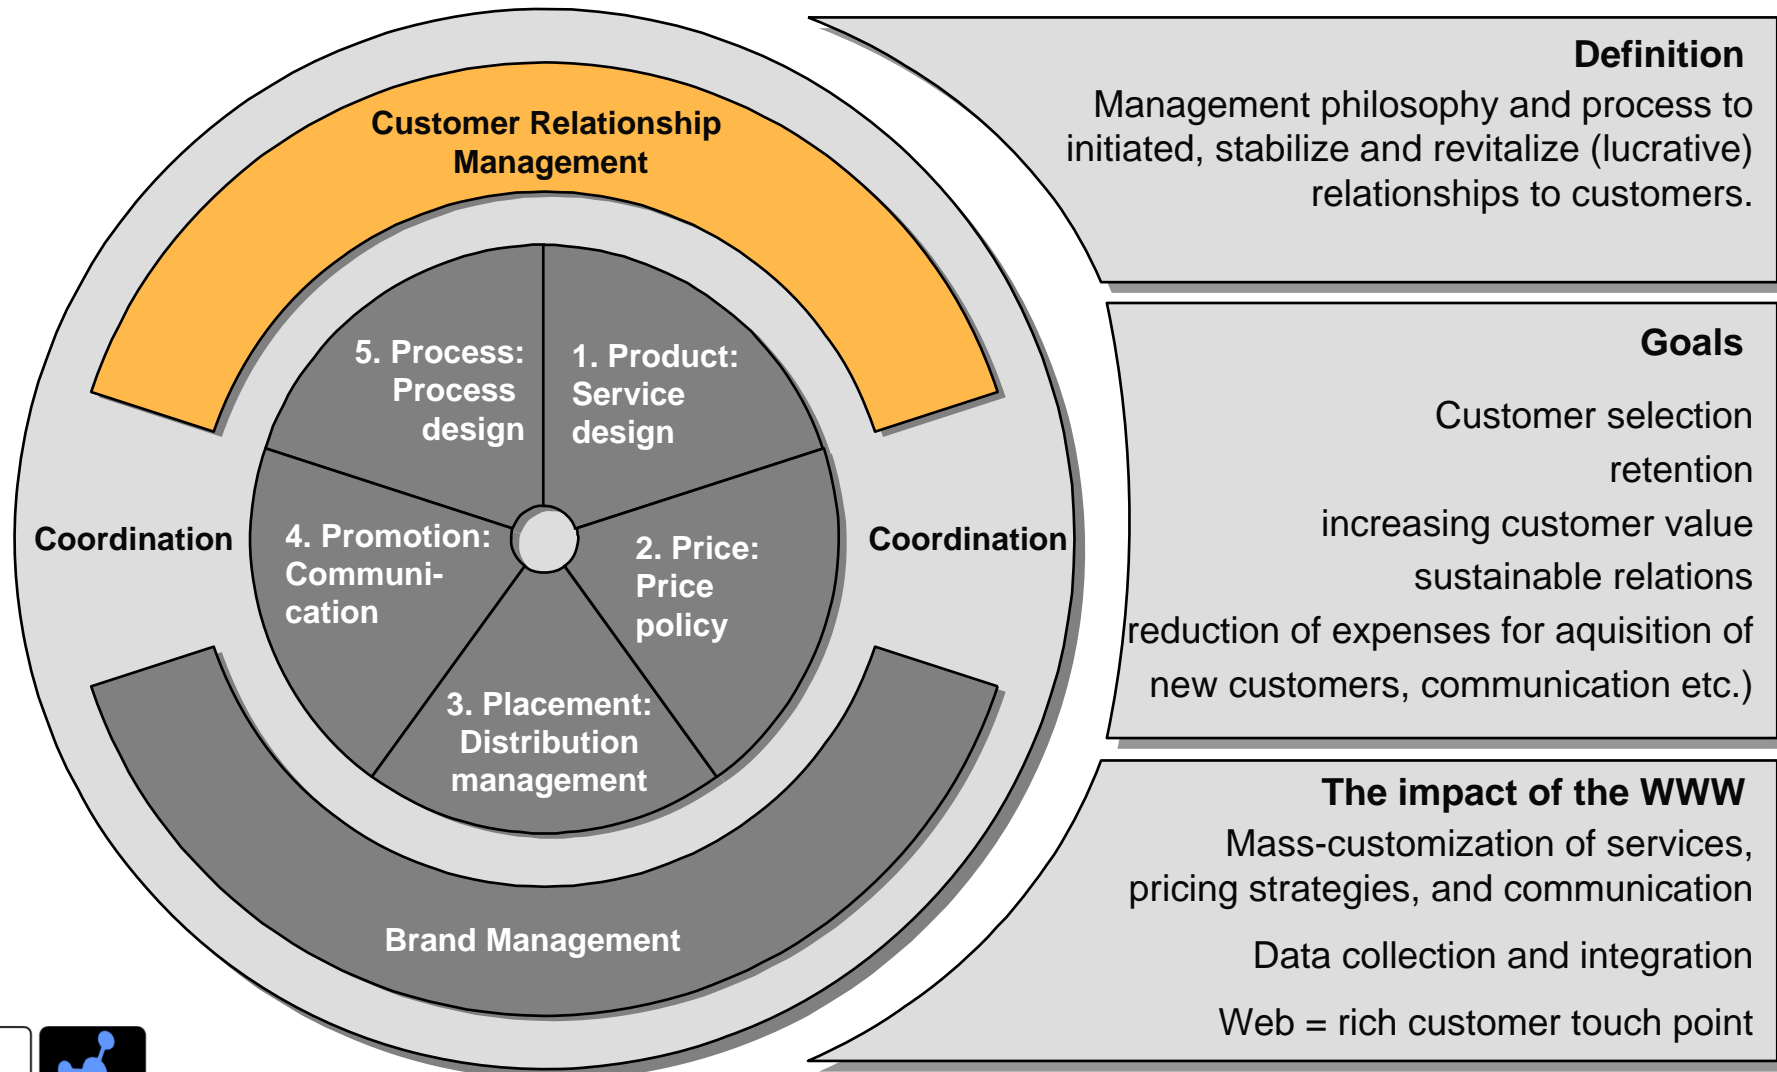 Customer Relationship
Management
5. Process:
Process
design
1. Product:
Service
design
Coordination
4. Promotion:
Communi-
cation
2. Price:
Price
policy
Coordination
3. Placement:
Distribution
management
Brand Management
Definition
Management philosophy and process to
initiated, stabilize and revitalize (lucrative)
relationships to customers.
Goals
Customer selection
retention
increasing customer value
sustainable relations
reduction of expenses for aquisition of
new customers, communication etc.)
The impact of the WWW
Mass-customization of services,
pricing strategies, and communication
Data collection and integration
Web = rich customer touch point